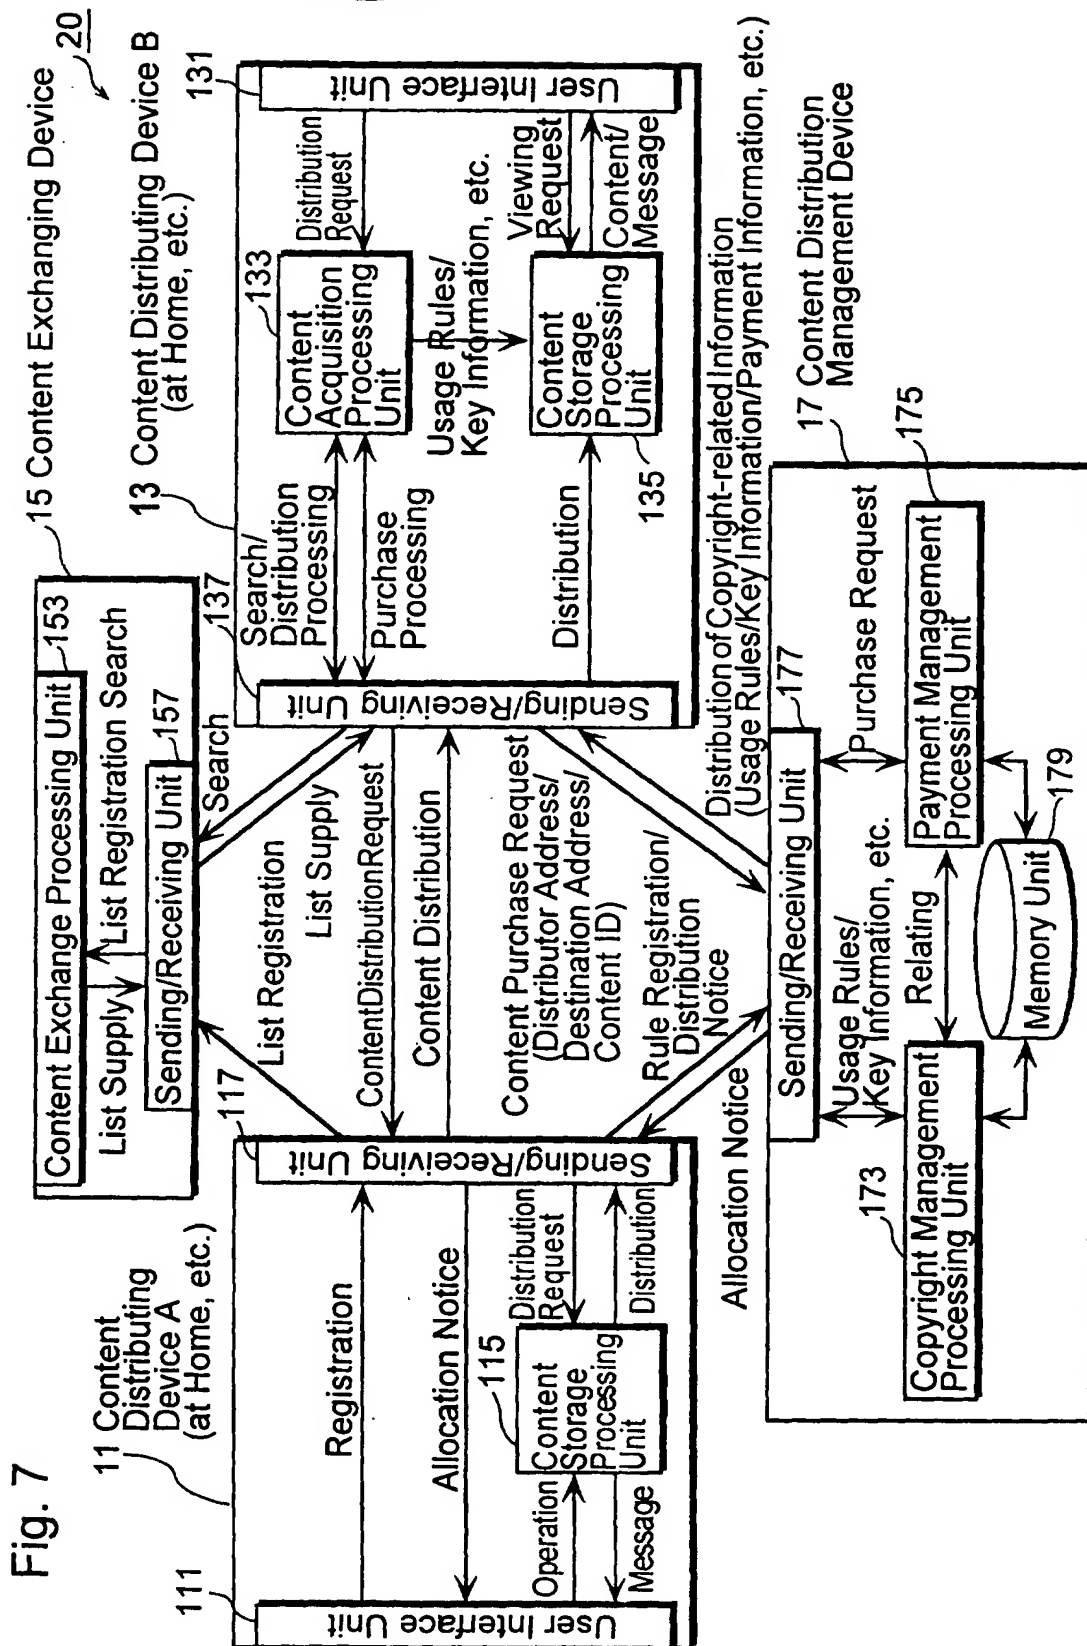 Fig. 7
20
15 Content Exchanging Device
Content Exchange Processing Unit
153
List Supply
List Registration Search
Sending/Receiving Unit
157
11 Content
Distributing
Device A
(at Home, etc.)
111
User Interface Unit
Registration
Allocation Notice
Operation
Message
115
Content
Storage
Processing
Unit
Distribution
Request
Distribution
117
Sending/Receiving Unit
List Registration
Search
List Supply
ContentDistributionRequest
Content Distribution
Content Purchase Request
(Distributor Address/
Destination Address/
Content ID)
Rule Registration/
Distribution
Notice
Allocation Notice
13 Content Distributing Device B
(at Home, etc.)
137
Sending/Receiving Unit
Search/
Distribution
Processing
Purchase
Processing
Distribution
133
Content
Acquisition
Processing
Unit
Usage Rules/
Key Information, etc.
Content
Storage
Processing
Unit
135
Distribution
Request
Viewing
Request
Content/
Message
User Interface Unit
131
Distribution of Copyright-related Information
(Usage Rules/Key Information/Payment Information, etc.)
17 Content Distribution
Management Device
Sending/Receiving Unit
177
Usage Rules/
Key Information, etc.
Purchase Request
173
Copyright Management
Processing Unit
Relating
175
Payment Management
Processing Unit
Memory Unit
179